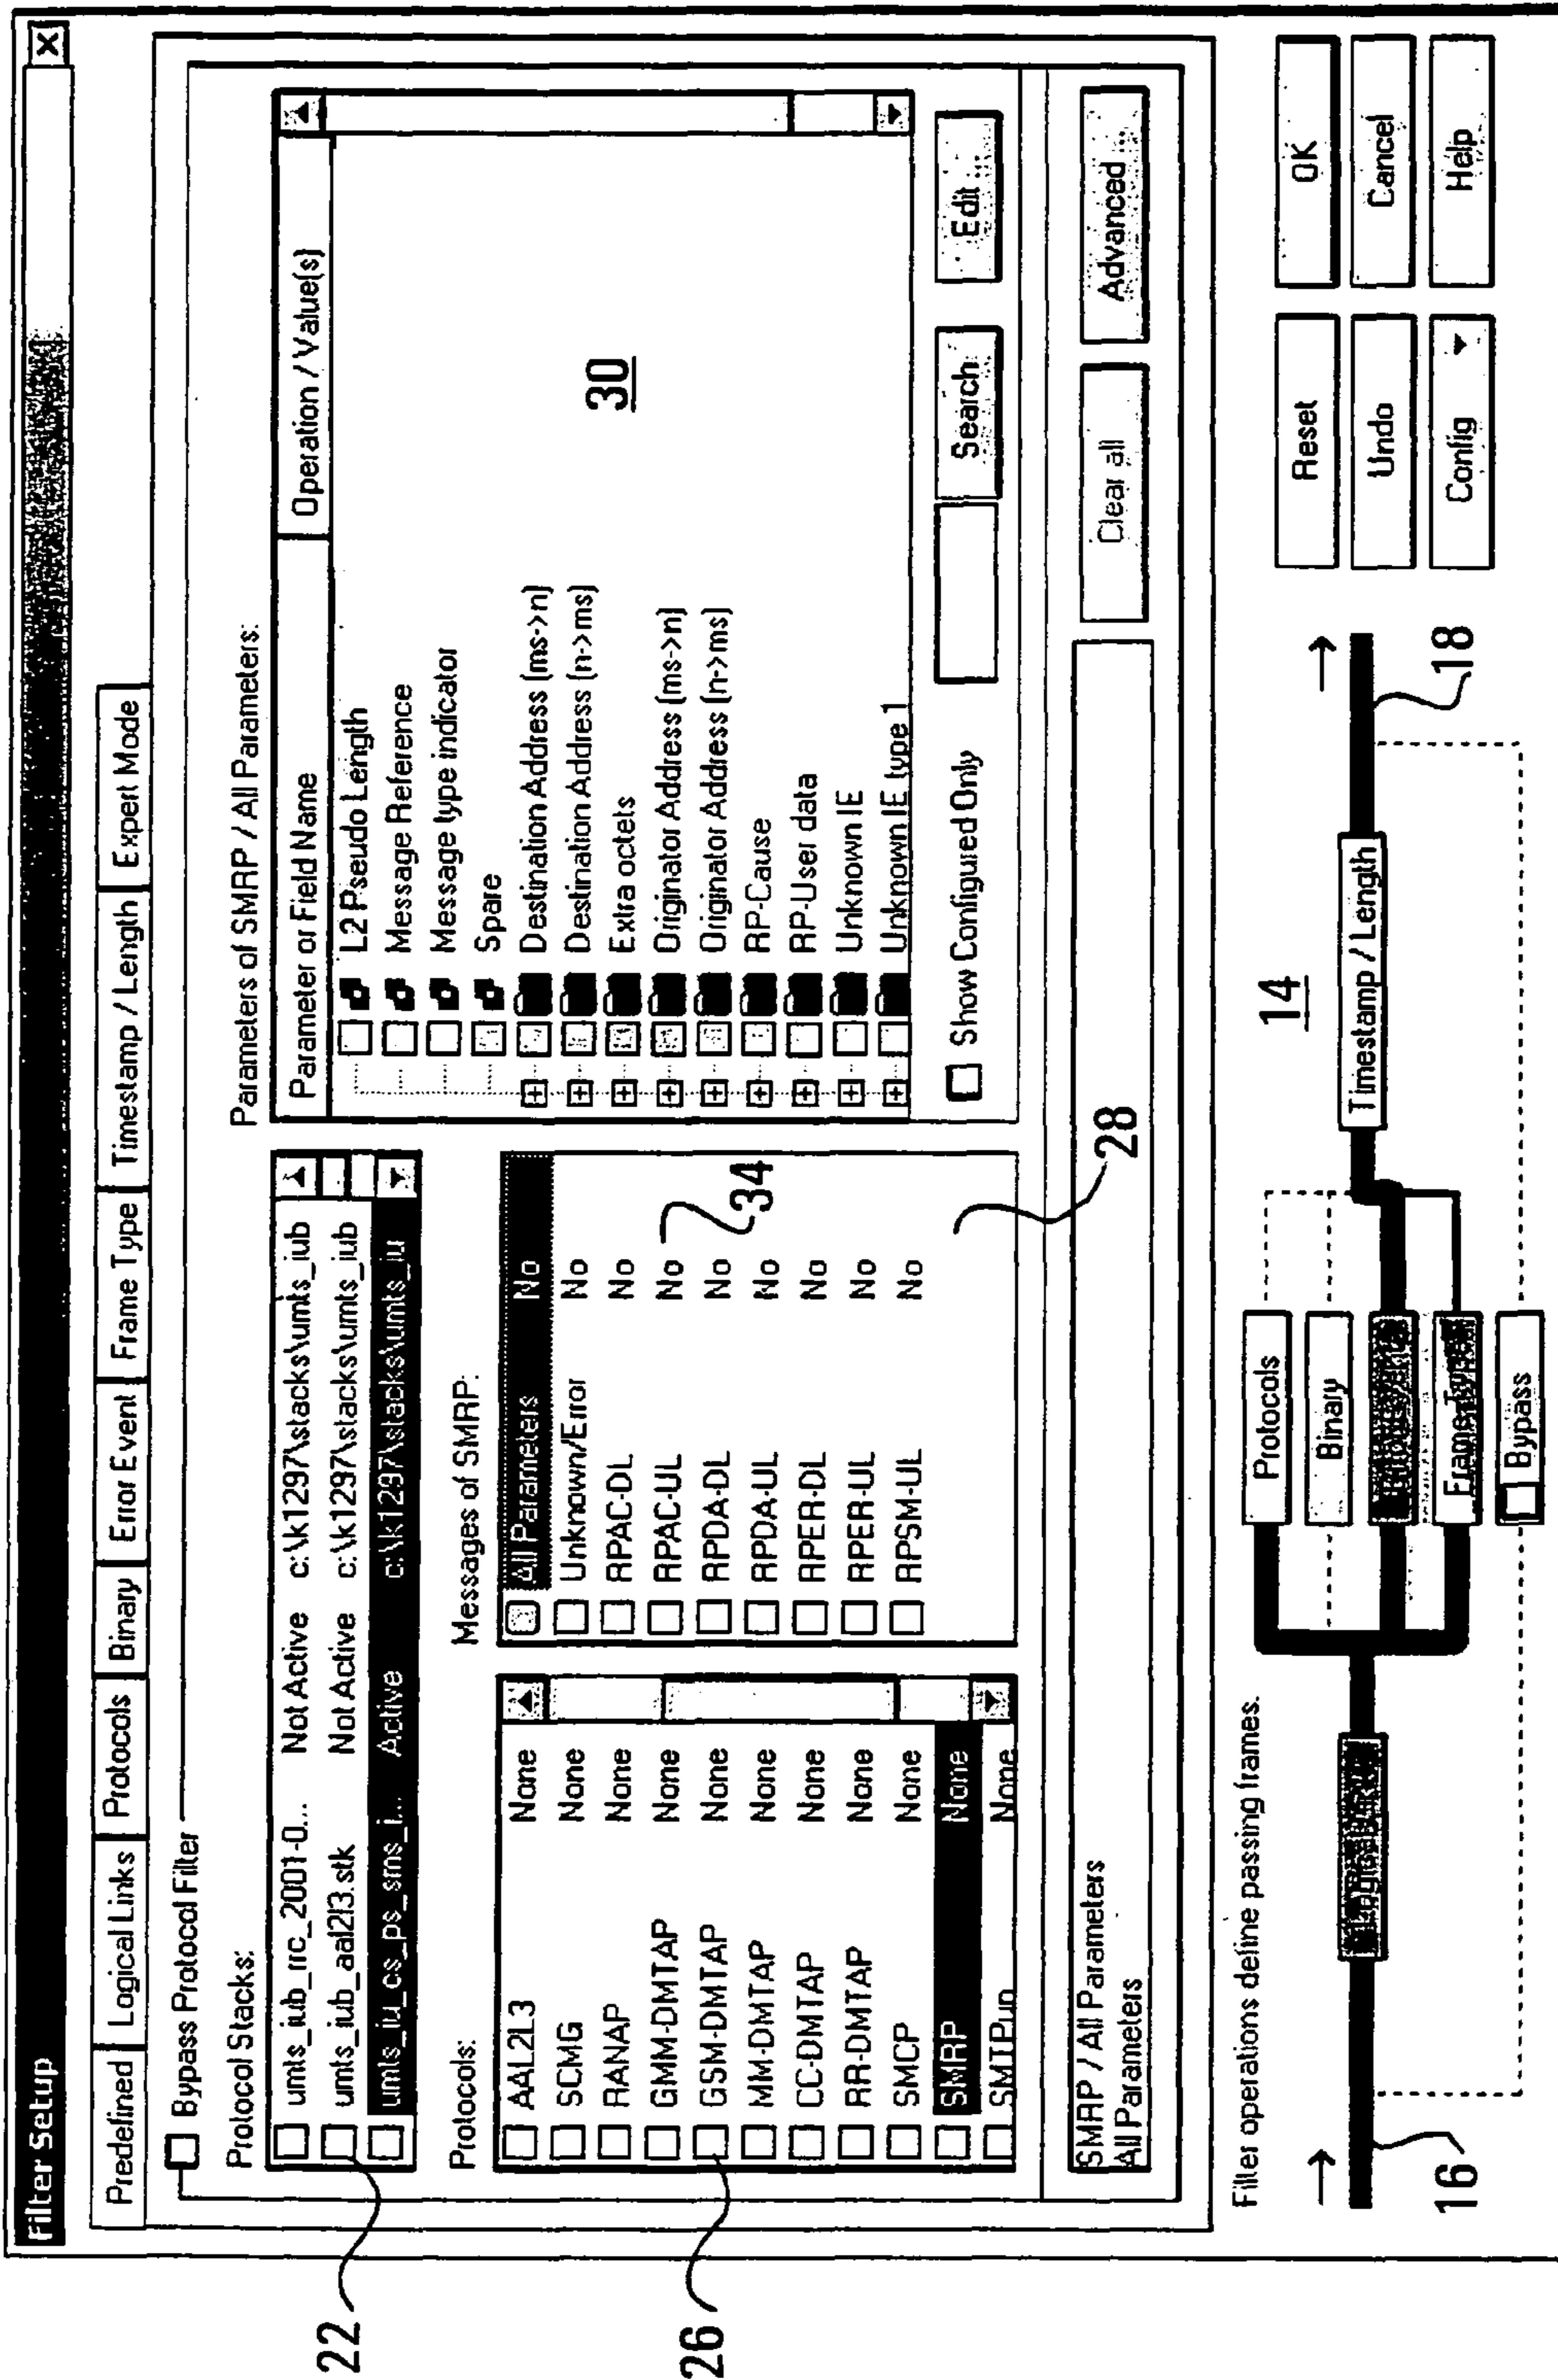 Filter Setup
X
Predefined Logical Links Protocols Binary Error Event Frame Type Timestamp / Length Expert Mode
Bypass Protocol Filter
Protocol Stacks:
umts_iub_rrc_2001-0... Not Active c:\k1297\stacks\umts_iub
umts_iub_aal2l3.stk Not Active c:\k1297\stacks\umts_iub
umts_iu_cs_ps_sms_i... Active c:\k1297\stacks\umts_iu
22
Protocols:
AAL2L3 None
SCMG None
RANAP None
GMM-DMTAP None
GSM-DMTAP None
MM-DMTAP None
CC-DMTAP None
RR-DMTAP None
SMCP None
SMRP None
SMTPup None
26
Messages of SMRP:
All Parameters No
Unknown/Error No
RPAC-DL No
RPAC-UL No
RPDA-DL No
RPDA-UL No
RPER-DL No
RPER-UL No
RPSM-UL No
34
28
Parameters of SMRP / All Parameters:
Parameter or Field Name Operation / Value(s)
L2 Pseudo Length
Message Reference
Message type indicator
Spare
Destination Address (ms->n)
Destination Address (n->ms)
Extra octets
Originator Address (ms->n)
Originator Address (n->ms)
RP-Cause
RP-User data
Unknown IE
Unknown IE type 1
30
Show Configured Only Search Edit ...
SMRP / All Parameters
All Parameters
Clear all Advanced ...
Filter operations define passing frames.
14
Protocols
Binary
Frame Type
Bypass
Timestamp / Length
16
18
Reset OK
Undo Cancel
Config Help